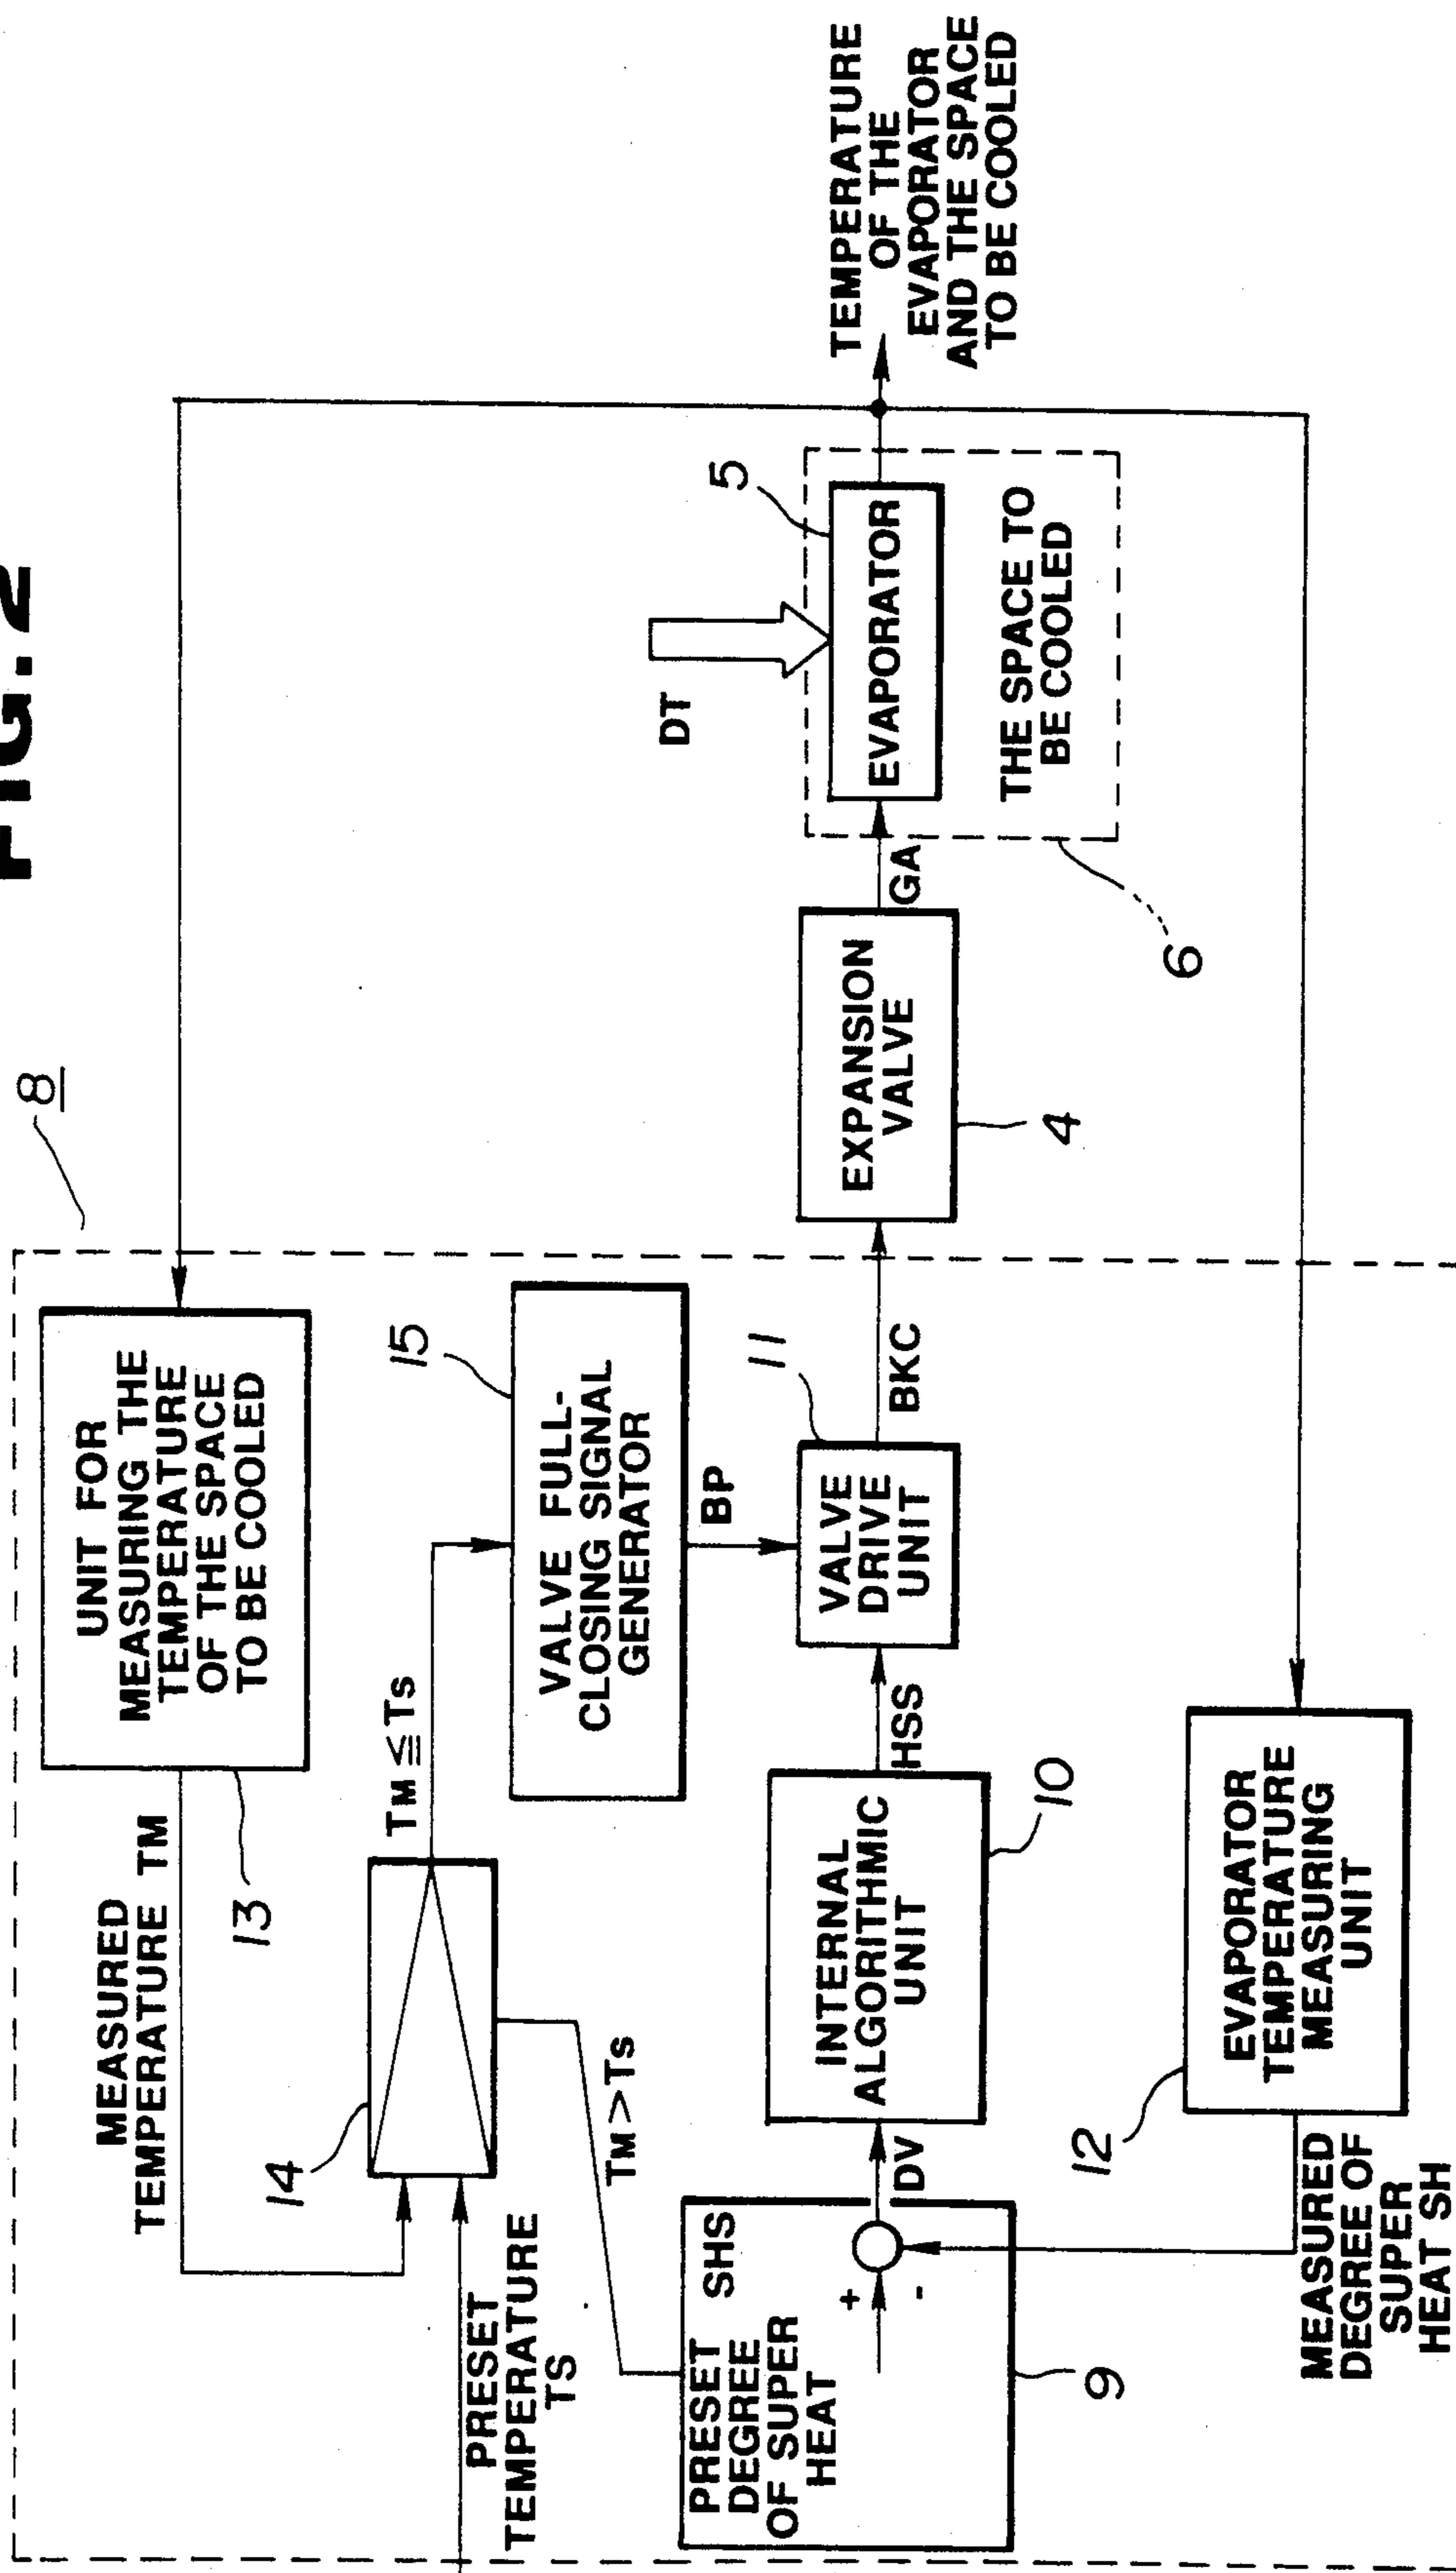 FIG. 2
8
UNIT FOR
MEASURING THE
TEMPERATURE
OF THE SPACE
TO BE COOLED
13
MEASURED
TEMPERATURE TM
14
PRESET
TEMPERATURE
TS
TM ≦ Ts
TM > Ts
15
VALVE FULL-
CLOSING SIGNAL
GENERATOR
BP
PRESET SHS
DEGREE
OF SUPER
HEAT
+
-
9
DV
INTERNAL
ALGORITHMIC
UNIT
10
HSS
11
VALVE
DRIVE
UNIT
BKC
EXPANSION
VALVE
4
GA
DT
5
EVAPORATOR
THE SPACE TO
BE COOLED
6
TEMPERATURE
OF THE
EVAPORATOR
AND THE SPACE
TO BE COOLED
12
EVAPORATOR
TEMPERATURE
MEASURING
UNIT
MEASURED
DEGREE OF
SUPER
HEAT SH